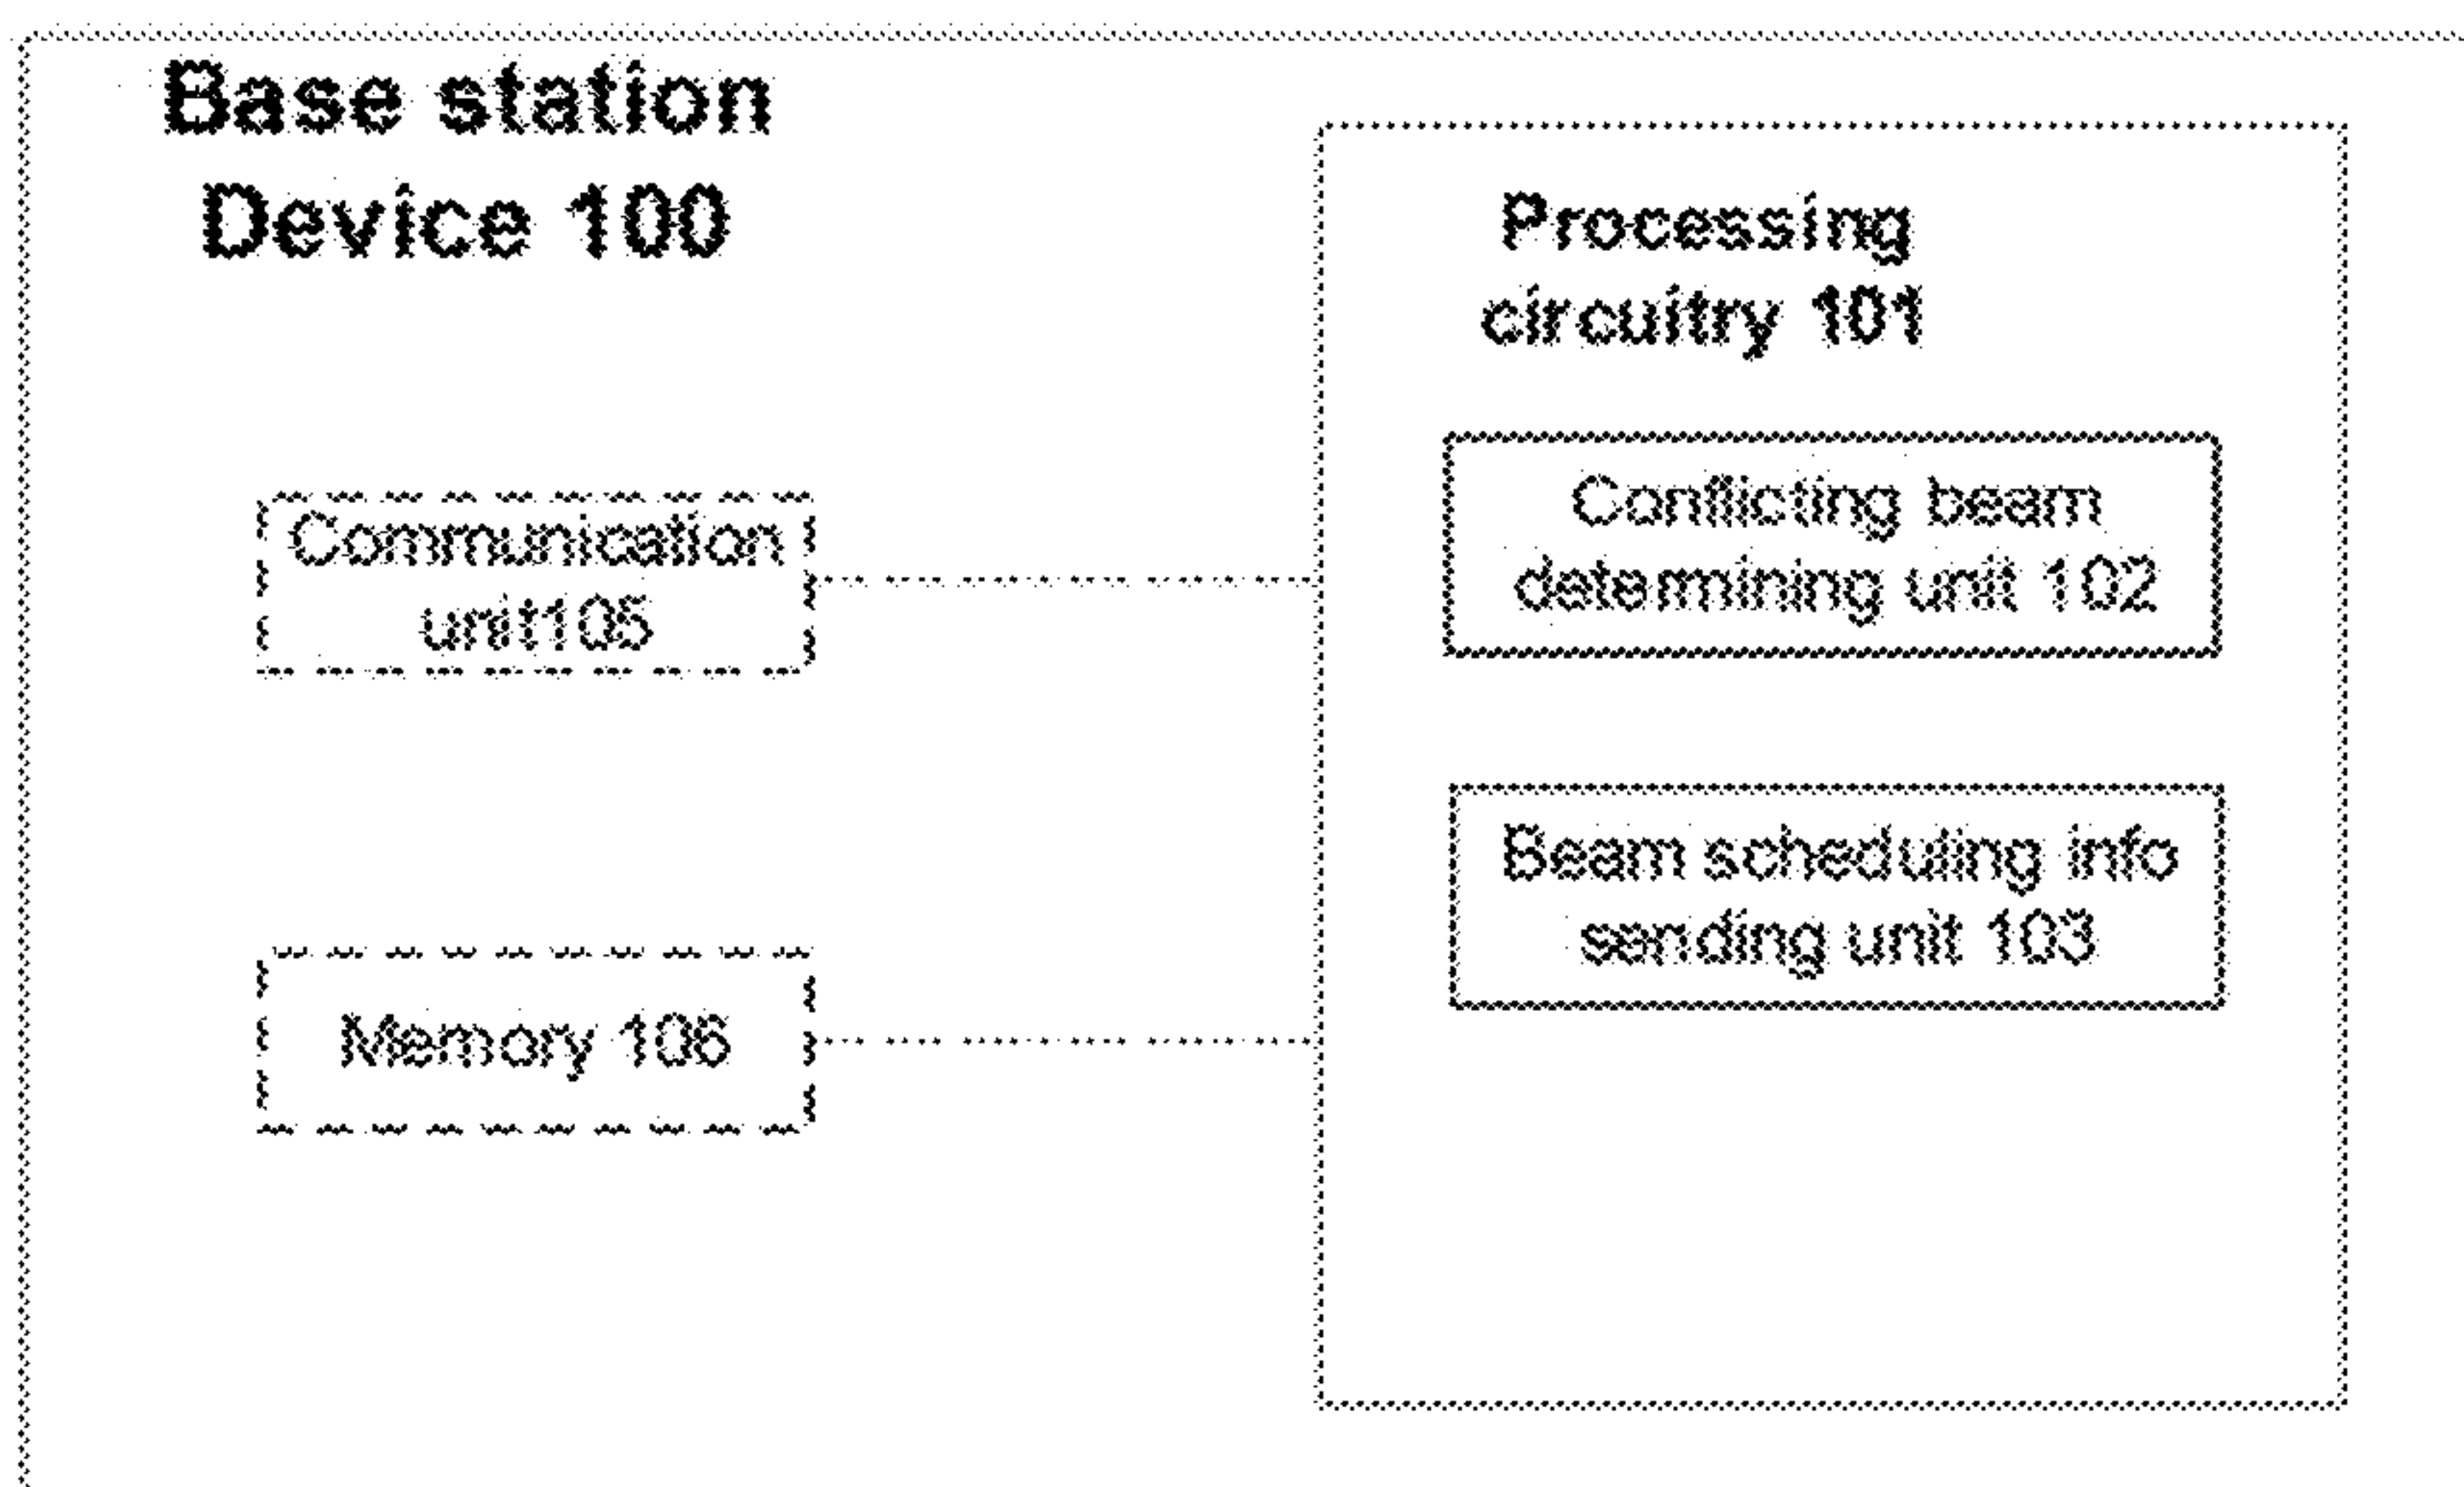 Base station
Device 100
Processing
circuitry 101
Conflicting beam
determining unit 102
Communication
unit105
Beam scheduling info
sending unit 103
Memory 106